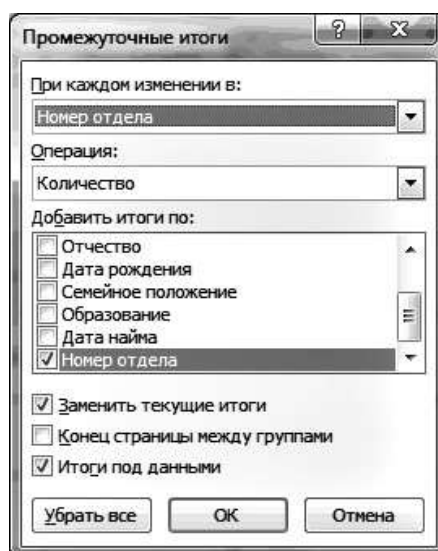 Промежуточные итоги
При каждом изменении в:
Номер отдела
Операция:
Количество
Добавить итоги по:
Отчество
Дата рождения
Семейное положение
Образование
Дата найма
Номер отдела
Заменить текущие итоги
Конец страницы между группами
Итоги под данными
Убрать все ОК Отмена